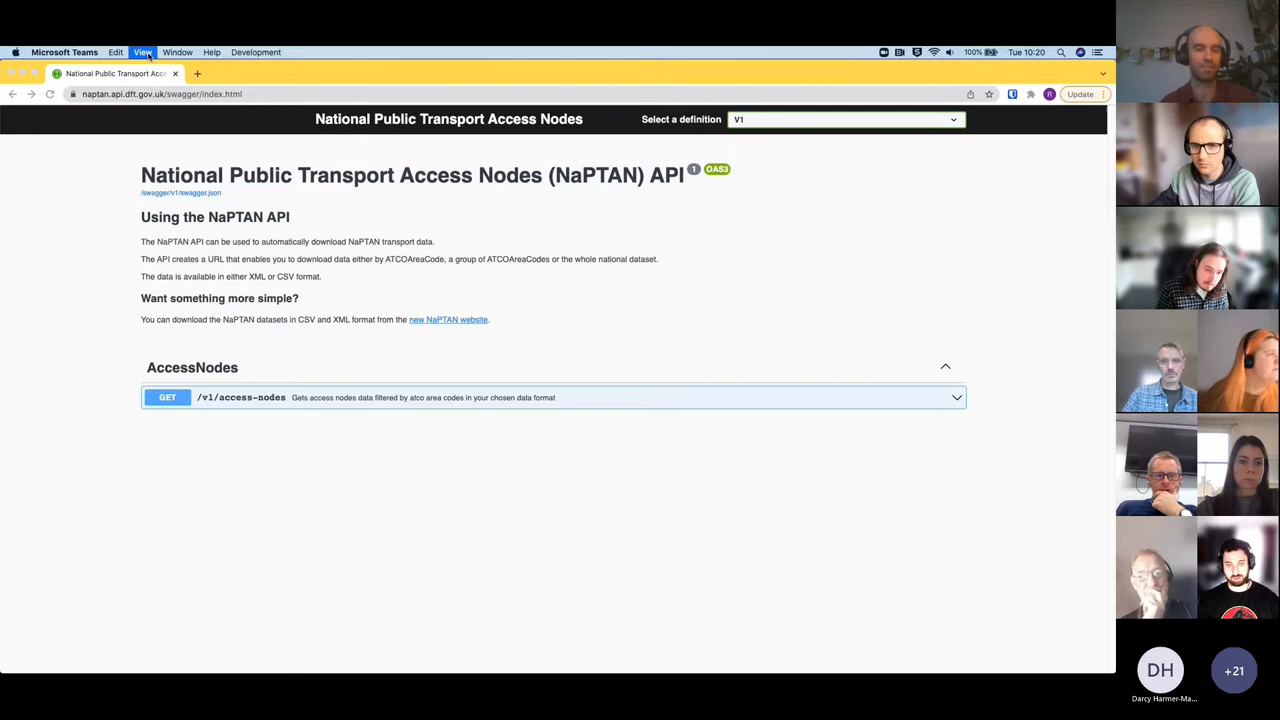 Microsoft Teams Edit View Window Help Development 100% Tue 10:20
National Public Transport Acce
naptan.api.dft.gov.uk/swagger/index.html R Update
National Public Transport Access Nodes Select a definition V1
National Public Transport Access Nodes (NaPTAN) API 1 OAS3
/swagger/v1/swagger.json
Using the NaPTAN API
The NaPTAN API can be used to automatically download NaPTAN transport data.
The API creates a URL that enables you to download data either by ATCOAreaCode, a group of ATCOAreaCodes or the whole national dataset.
The data is available in either XML or CSV format.
Want something more simple?
You can download the NaPTAN datasets in CSV and XML format from the new NaPTAN website.
AccessNodes
GET /v1/access-nodes Gets access nodes data filtered by atco area codes in your chosen data format
DH +21
Darcy Harmer-Ma...